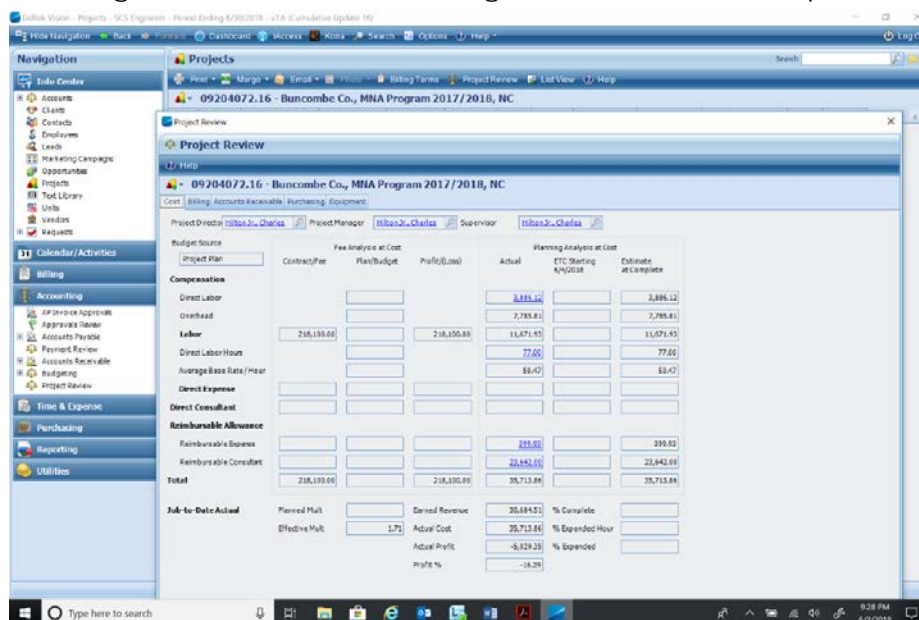 Deltek Vision - Projects - SCS Engineers - Period Ending 6/30/2018 - v7.6 (Cumulative Update 16)
Hide Navigation Back Forward Dashboard iAccess Kona Search Options Help
Navigation
Projects
Search
Info Center
Print Merge Email Photo Billing Terms Project Review List View Help
Accounts
Clients
Contacts
Employees
Leads
Marketing Campaigns
Opportunities
Projects
Text Library
Units
Vendors
Requests
Calendar/Activities
Billing
Accounting
AP Invoice Approvals
Approvals Review
Accounts Payable
Payment Review
Accounts Receivable
Budgeting
Project Review
Time & Expense
Purchasing
Reporting
Utilities
09204072.16 - Buncombe Co., MNA Program 2017/2018, NC
Project Review
Project Review
Help
09204072.16 - Buncombe Co., MNA Program 2017/2018, NC
Cost Billing Accounts Receivable Purchasing Equipment
Project Director Hilton Jr., Charles Project Manager Hilton Jr., Charles Supervisor Hilton Jr., Charles
Budget Source
Project Plan
Fee Analysis at Cost Planning Analysis at Cost
Contract/Fee Plan/Budget Profit/(Loss) Actual ETC Starting 6/4/2018 Estimate at Complete
Compensation
Direct Labor 3,886.12 3,886.12
Overhead 7,785.81 7,785.81
Labor 218,100.00 218,100.00 11,671.93 11,671.93
Direct Labor Hours 77.00 77.00
Average Base Rate/Hour 50.47 50.47
Direct Expense
Direct Consultant
Reimbursable Allowance
Reimbursable Expense 399.93 399.93
Reimbursable Consultant 23,642.00 23,642.00
Total 218,100.00 218,100.00 35,713.86 35,713.86
Job-to-Date Actual Planned Mult Earned Revenue 30,684.51 % Complete
Effective Mult 1.71 Actual Cost 35,713.86 % Expended Hour
Actual Profit % Expended
Profit %
Type here to search
9:28 PM
6/3/2018